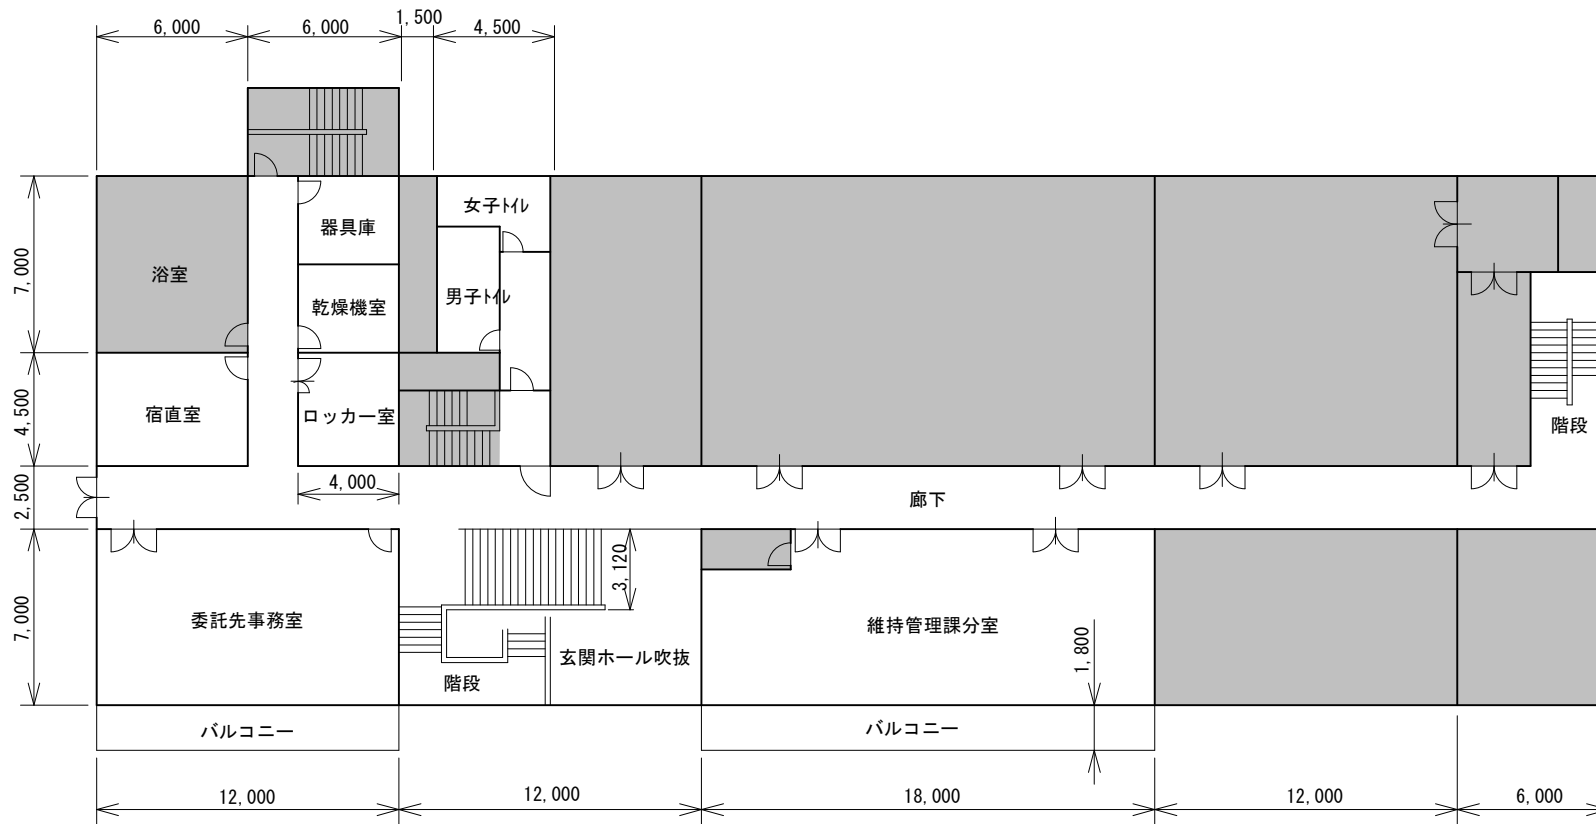 6,000
6,000
1,500
4,500
女子ﾄｲﾚ
器具庫
浴室
7,000
乾燥機室
男子ﾄｲﾚ
宿直室
ロッカー室
4,500
階段
4,000
2,500
廊下
3,120
7,000
委託先事務室
維持管理課分室
1,800
玄関ホール吹抜
階段
バルコニー
バルコニー
12,000
12,000
18,000
12,000
6,000